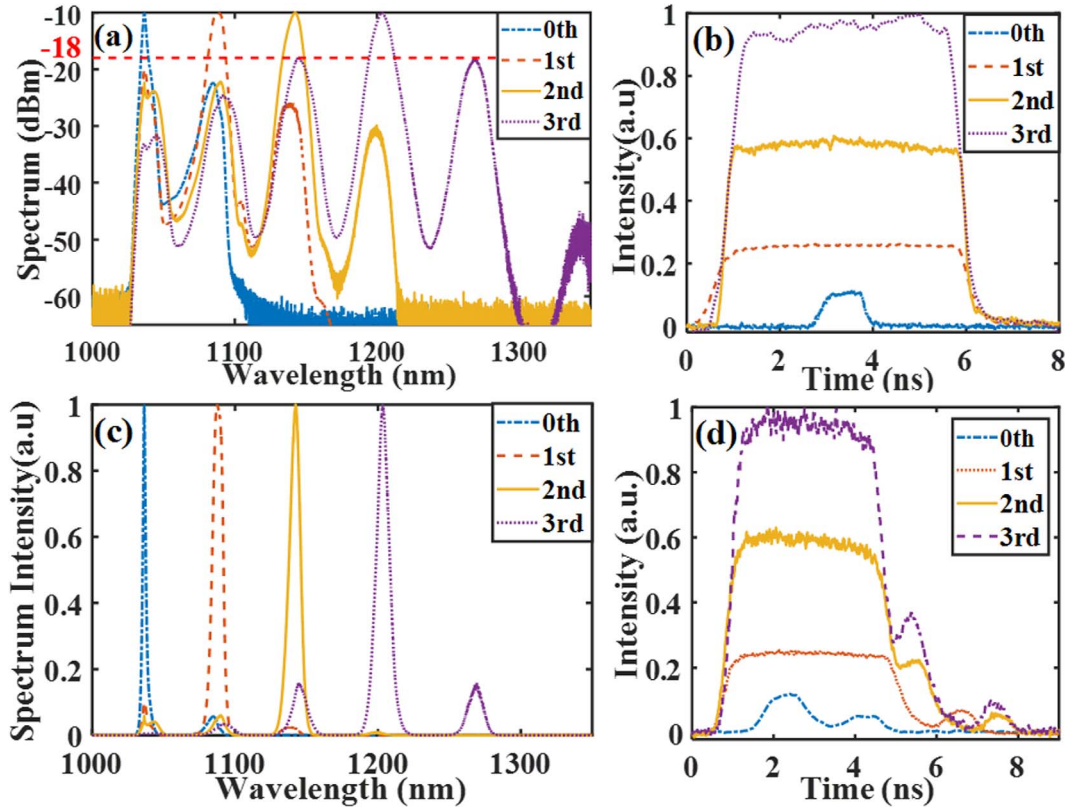 (a)
-10
-18
-20
-30
-40
-50
-60
Spectrum (dBm)
0th
1st
2nd
3rd
1000
1100
1200
1300
Wavelength (nm)
(b)
1
0.8
0.6
0.4
0.2
0
Intensity(a.u)
0th
1st
2nd
3rd
0
2
4
6
8
Time (ns)
(c)
1
0.8
0.6
0.4
0.2
0
Spectrum Intensity(a.u)
0th
1st
2nd
3rd
1000
1100
1200
1300
Wavelength (nm)
(d)
1
0.8
0.6
0.4
0.2
0
Intensity (a.u.)
0th
1st
2nd
3rd
0
2
4
6
8
Time (ns)